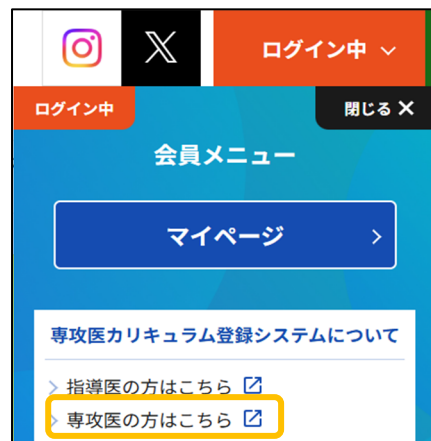 ログイン中
ログイン中
閉じる
会員メニュー
マイページ
専攻医カリキュラム登録システムについて
指導医の方はこちら
専攻医の方はこちら